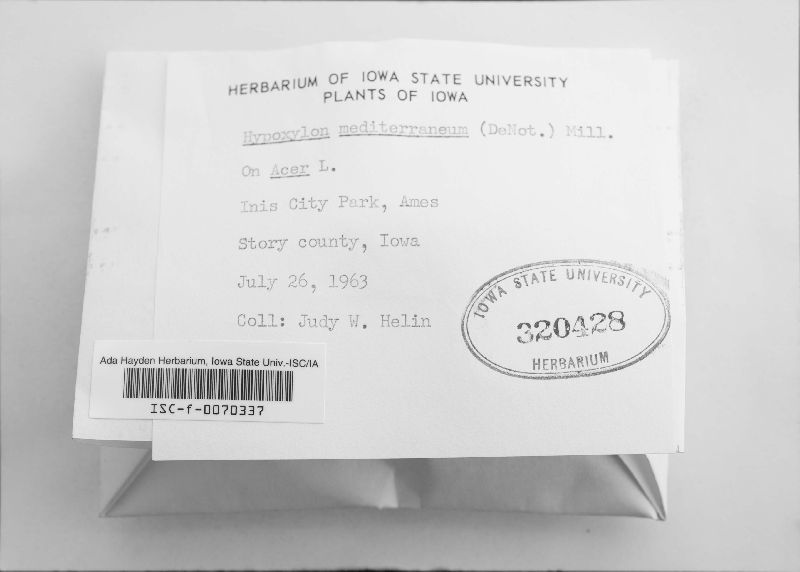 HERBARIUM OF IOWA STATE UNIVERSITY
PLANTS OF IOWA
Hypoxylon mediterraneum (DeNot.) Mill.
On Acer L.
Inis City Park, Ames
Story county, Iowa
July 26, 1963
Coll: Judy W. Helin
IOWA STATE UNIVERSITY
320428
HERBARIUM
Ada Hayden Herbarium, Iowa State Univ.-ISC/IA
ISC-f-0070337